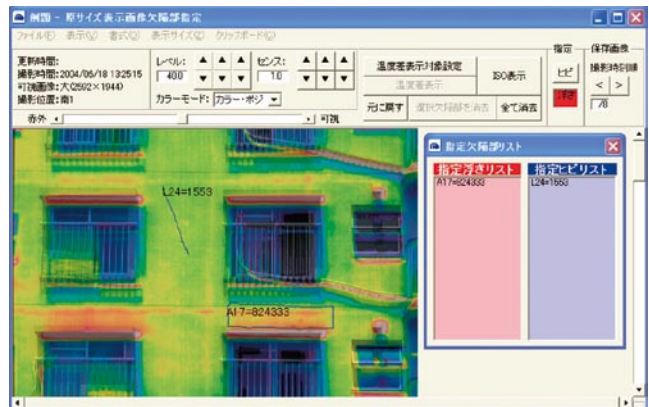 例題 - 原サイズ表示画像欠陥部指定
ファイル(F) 表示(V) 書式(O) 表示サイズ(Z) クリップボード(C)
更新時間:
撮影時間:2004/06/18 13:25:15
可視画像:大(2592×1944)
撮影位置:南1
レベル: 40.0
センス: 1.0
カラーモード: カラー・ポジ
温度差表示対象設定
温度差表示
ISO表示
元に戻す 選択欠陥部を消去 全て消去
指定
ヒビ
浮き
保存画像
撮影時刻順
< >
/8
赤外 可視
L24=1553
A17=824333
指定欠陥部リスト
指定浮きリスト 指定ヒビリスト
A17=824333 L24=1553